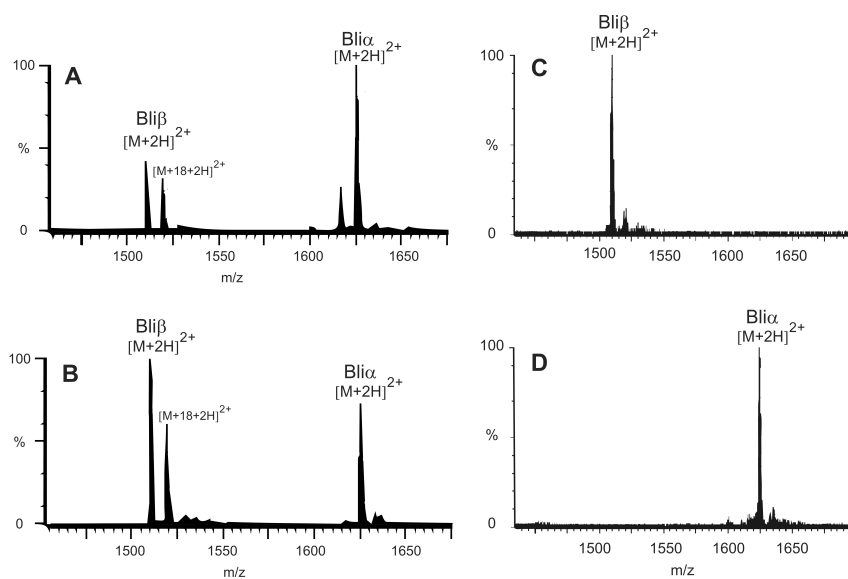 A
Bliα
[M+2H]²⁺
Bliβ
[M+2H]²⁺
[M+18+2H]²⁺
100
%
0
1500 1550 1600 1650
m/z
C
Bliβ
[M+2H]²⁺
100
%
0
1500 1550 1600 1650
m/z
B
Bliβ
[M+2H]²⁺
[M+18+2H]²⁺
Bliα
[M+2H]²⁺
100
%
0
1500 1550 1600 1650
m/z
D
Bliα
[M+2H]²⁺
100
%
0
1500 1550 1600 1650
m/z